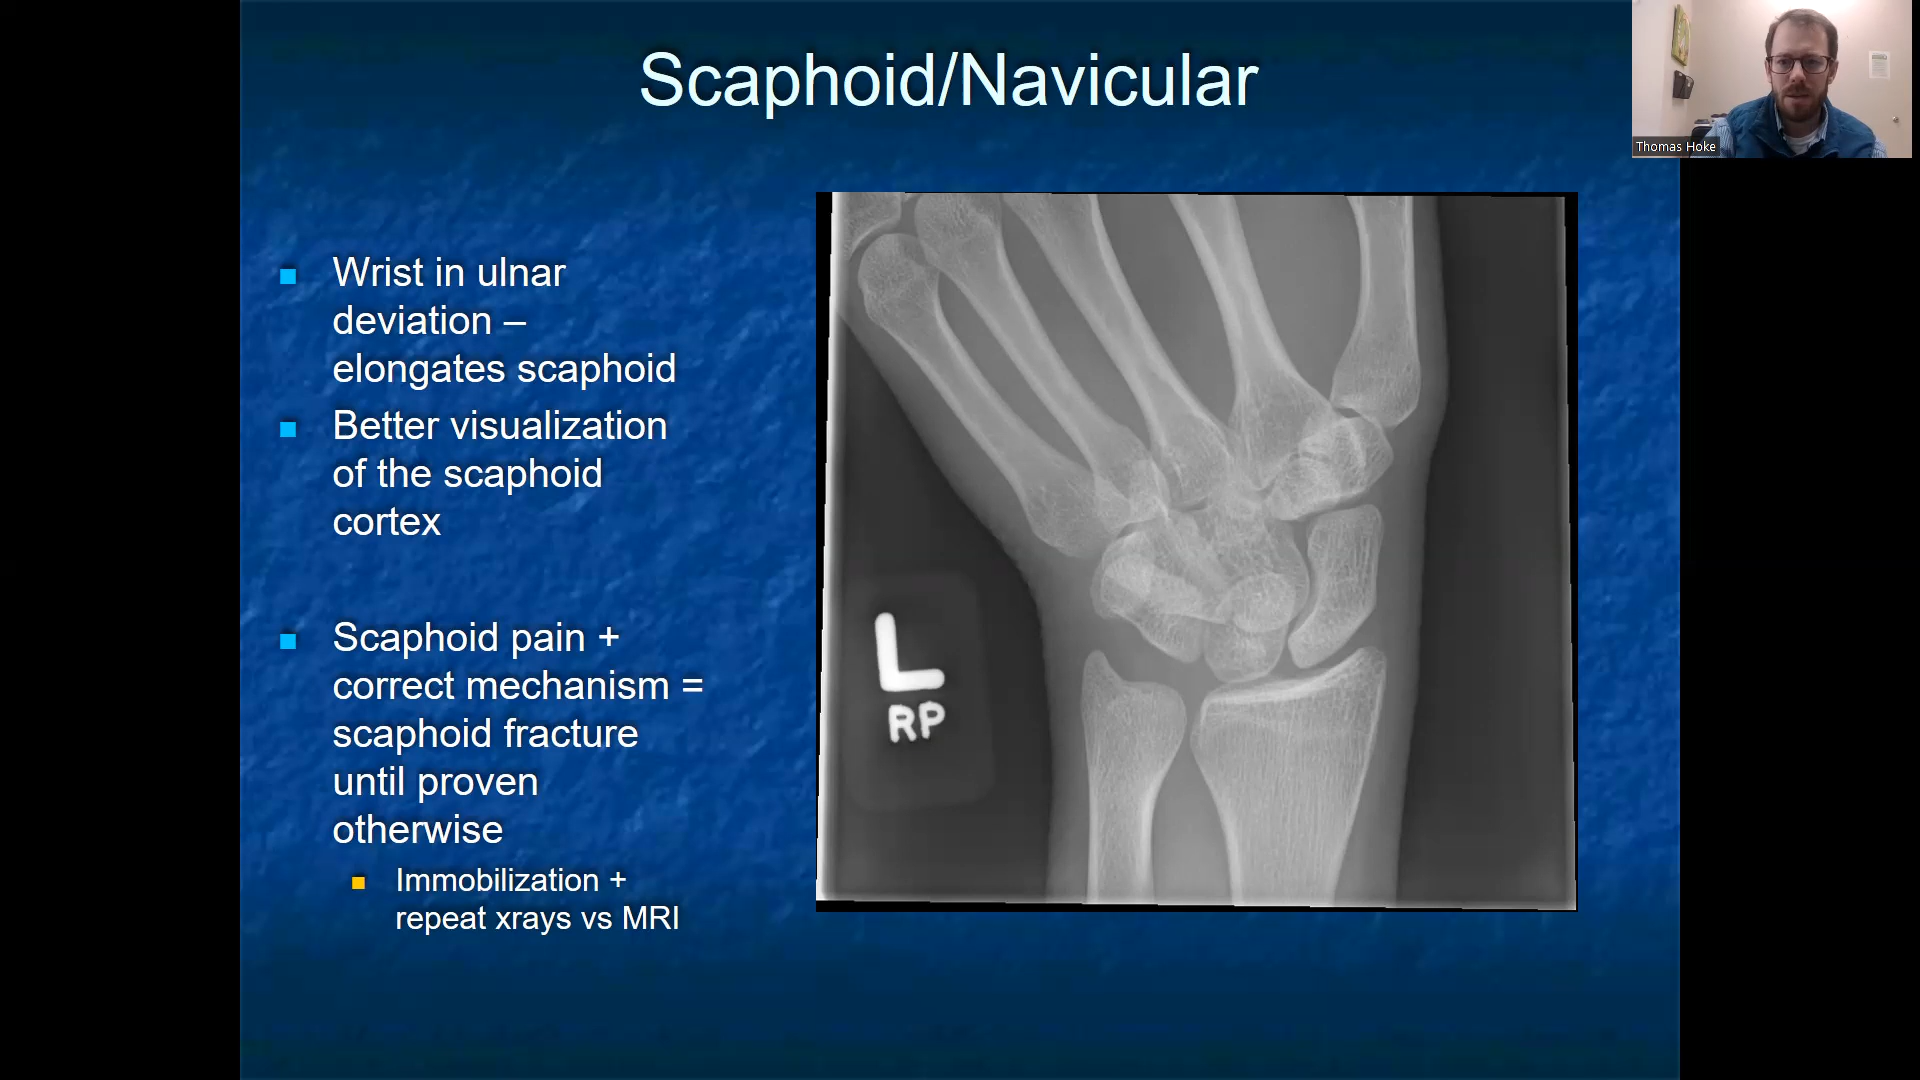 Scaphoid/Navicular
Thomas Hoke
Wrist in ulnar
deviation –
elongates scaphoid
Better visualization
of the scaphoid
cortex
Scaphoid pain +
correct mechanism =
scaphoid fracture
until proven
otherwise
Immobilization +
repeat xrays vs MRI
L
RP